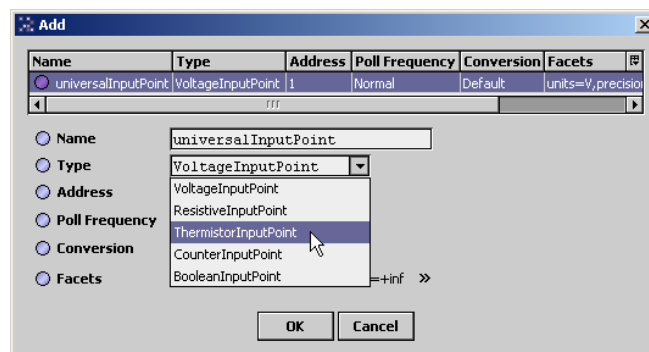 Add
Name Type Address Poll Frequency Conversion Facets
universalInputPoint VoltageInputPoint 1 Normal Default units=V,precision
Name universalInputPoint
Type VoltageInputPoint
Address
VoltageInputPoint
ResistiveInputPoint
Poll Frequency
ThermistorInputPoint
Conversion
CounterInputPoint
BooleanInputPoint
Facets =+inf »
OK Cancel